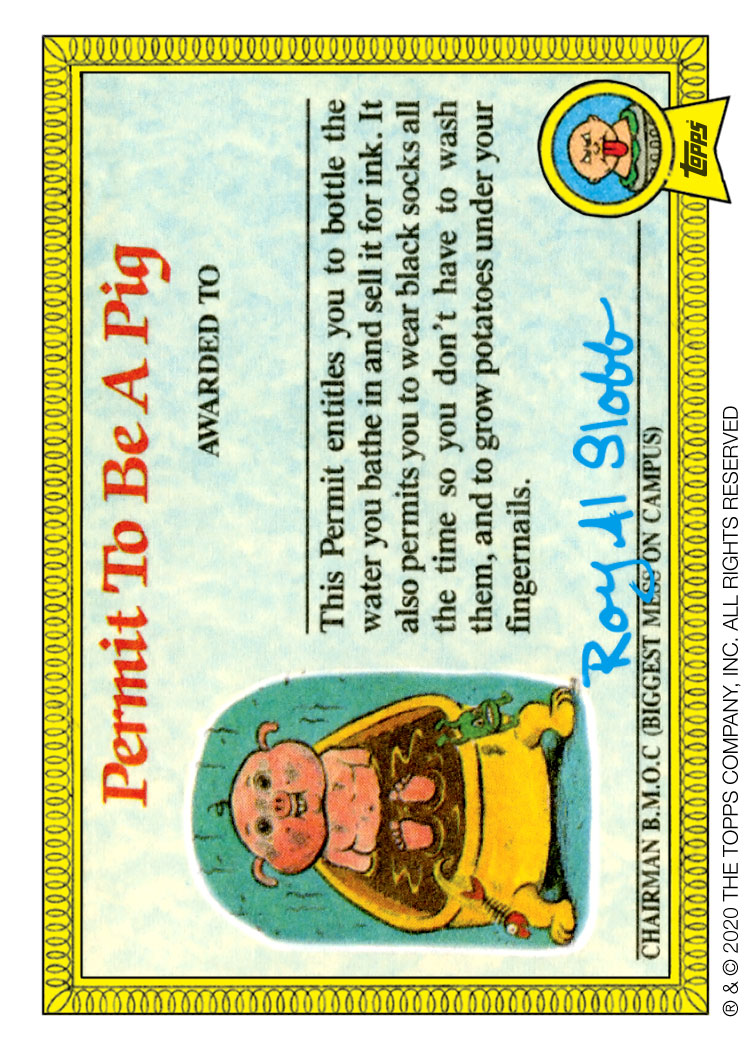 Permit To Be A Pig
AWARDED TO
This Permit entitles you to bottle the
water you bathe in and sell it for ink. It
also permits you to wear black socks all
the time so you don't have to wash
them, and to grow potatoes under your
fingernails.
Roy Al Slobb
CHAIRMAN B.M.O.C (BIGGEST MESS ON CAMPUS)
TOPPS
® & © 2020 THE TOPPS COMPANY, INC. ALL RIGHTS RESERVED